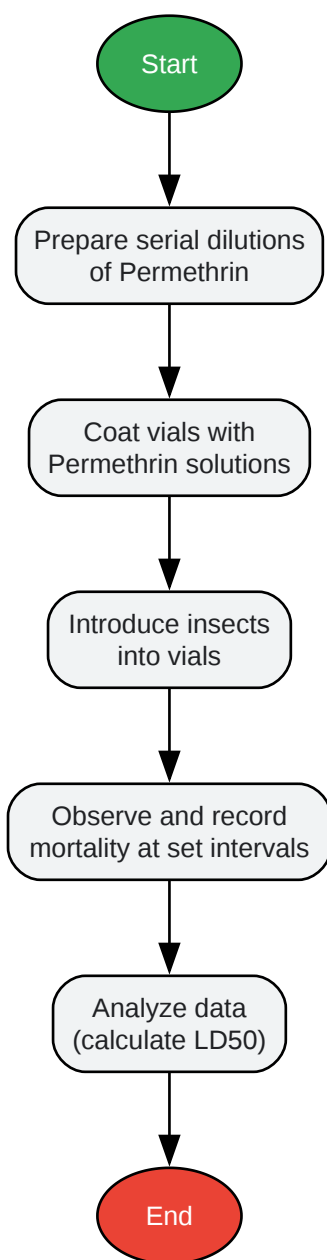 Start
Prepare serial dilutions
of Permethrin
Coat vials with
Permethrin solutions
Introduce insects
into vials
Observe and record
mortality at set intervals
Analyze data
(calculate LD50)
End